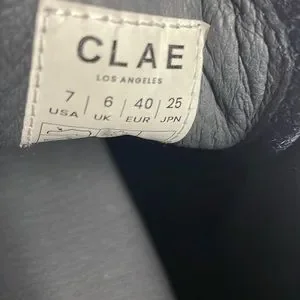 CLAE
LOS ANGELES
7 | 6 | 40 | 25
USA | UK | EUR | JPN